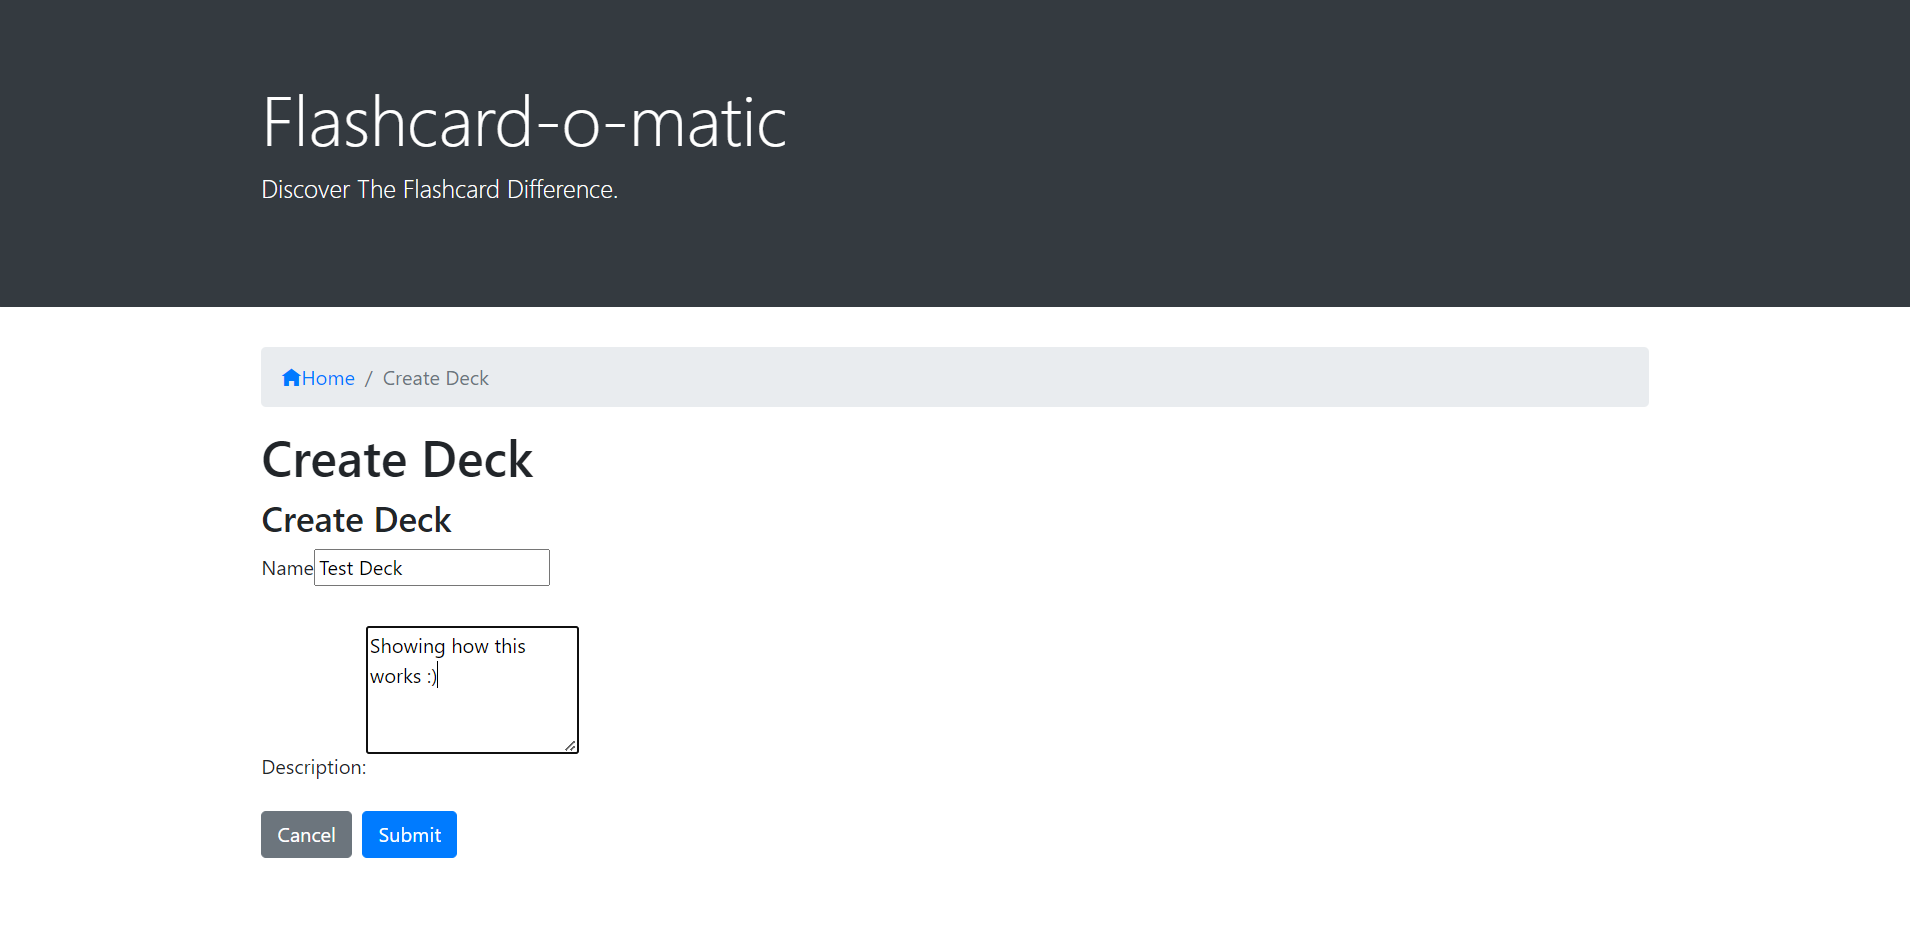 Flashcard-o-matic
Discover The Flashcard Difference.
Home / Create Deck
Create Deck
Create Deck
Name Test Deck
Showing how this
works :)
Description:
Cancel Submit